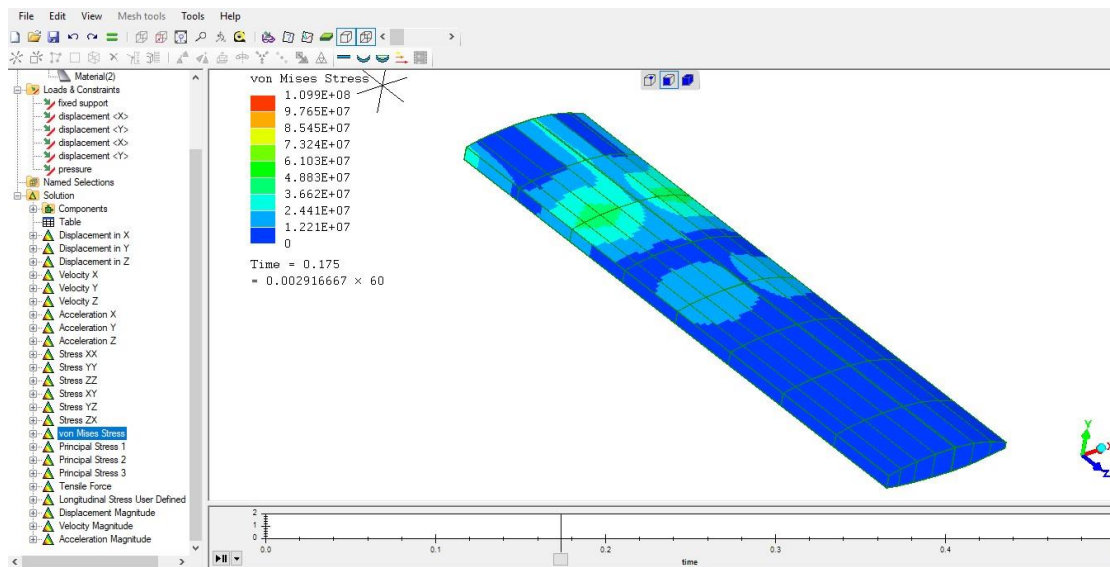 File Edit View Mesh tools Tools Help
Material(2)
Loads & Constraints
fixed support
displacement <X>
displacement <Y>
displacement <X>
displacement <Y>
pressure
Named Selections
Solution
Components
Table
Displacement in X
Displacement in Y
Displacement in Z
Velocity X
Velocity Y
Velocity Z
Acceleration X
Acceleration Y
Acceleration Z
Stress XX
Stress YY
Stress ZZ
Stress XY
Stress YZ
Stress ZX
von Mises Stress
Principal Stress 1
Principal Stress 2
Principal Stress 3
Tensile Force
Longitudinal Stress User Defined
Displacement Magnitude
Velocity Magnitude
Acceleration Magnitude
von Mises Stress
1.099E+08
9.765E+07
8.545E+07
7.324E+07
6.103E+07
4.883E+07
3.662E+07
2.441E+07
1.221E+07
0
Time = 0.175
= 0.002916667 × 60
Y
X
Z
2
1
0
0.0 0.1 0.2 0.3 0.4
time